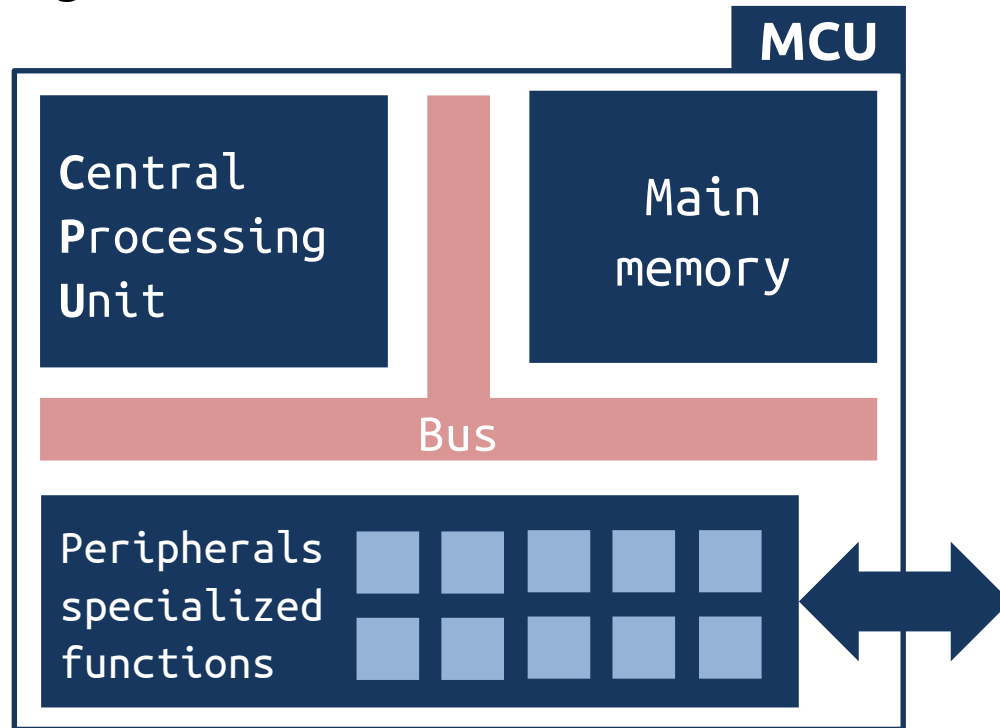 MCU
Central
Processing
Unit
Main
memory
Bus
Peripherals
specialized
functions